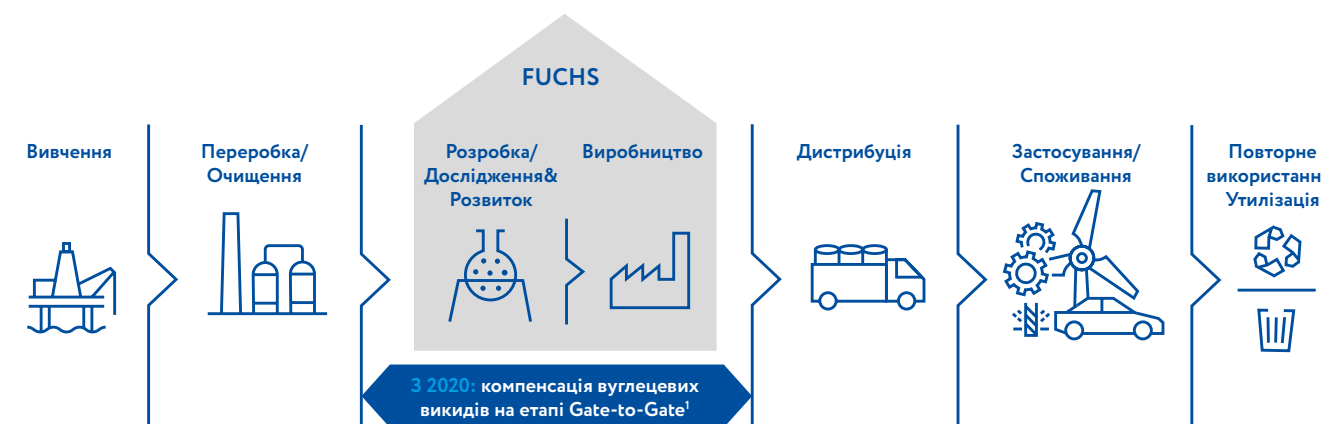 FUCHS
Вивчення
Переробка/
Очищення
Розробка/
Дослідження&
Розвиток
Виробництво
Дистрибуція
Застосування/
Споживання
Повторне
використанн
Утилізація
З 2020: компенсація вуглецевих
викидів на етапі Gate-to-Gate¹